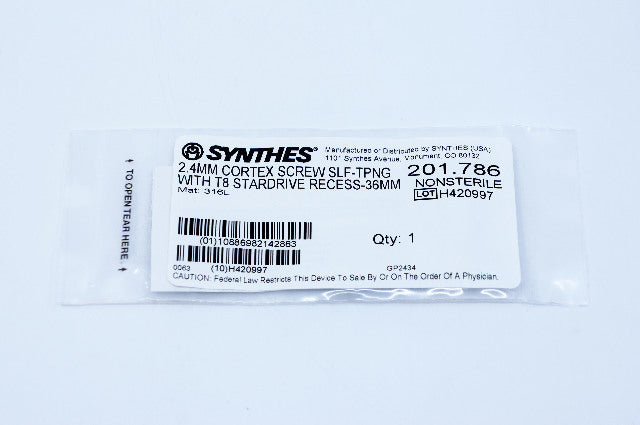 TO OPEN TEAR HERE
SYNTHES®
Manufactured or Distributed by SYNTHES (USA)
1101 Synthes Avenue, Monument, CO 80132
2.4MM CORTEX SCREW SLF-TPNG
WITH T8 STARDRIVE RECESS-36MM
Mat: 316L
201.786
NONSTERILE
LOT H420997
(01)10886982142863
Qty: 1
(10)H420997
0063
GP2434
CAUTION: Federal Law Restricts This Device To Sale By Or On The Order Of A Physician.